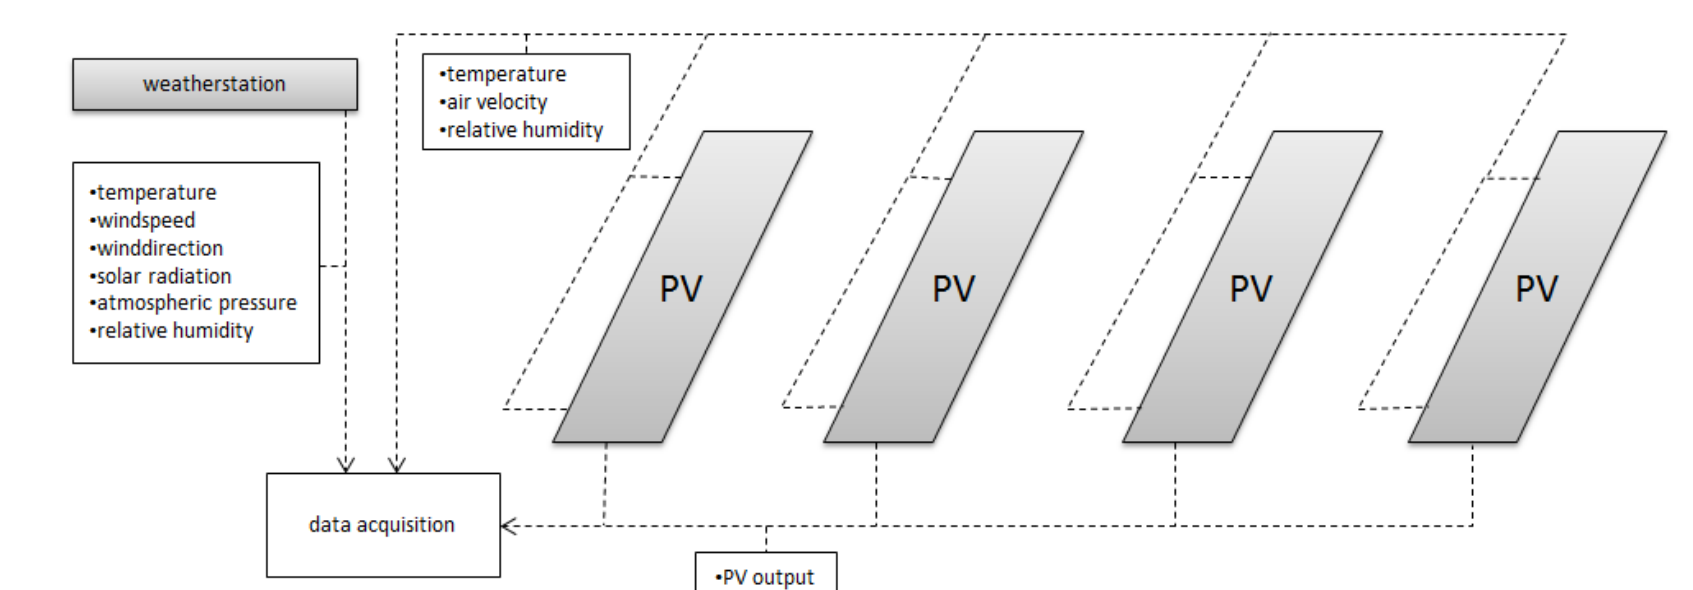 weatherstation
•temperature
•air velocity
•relative humidity
•temperature
•windspeed
•winddirection
•solar radiation
•atmospheric pressure
•relative humidity
PV
PV
PV
PV
data acquisition
•PV output